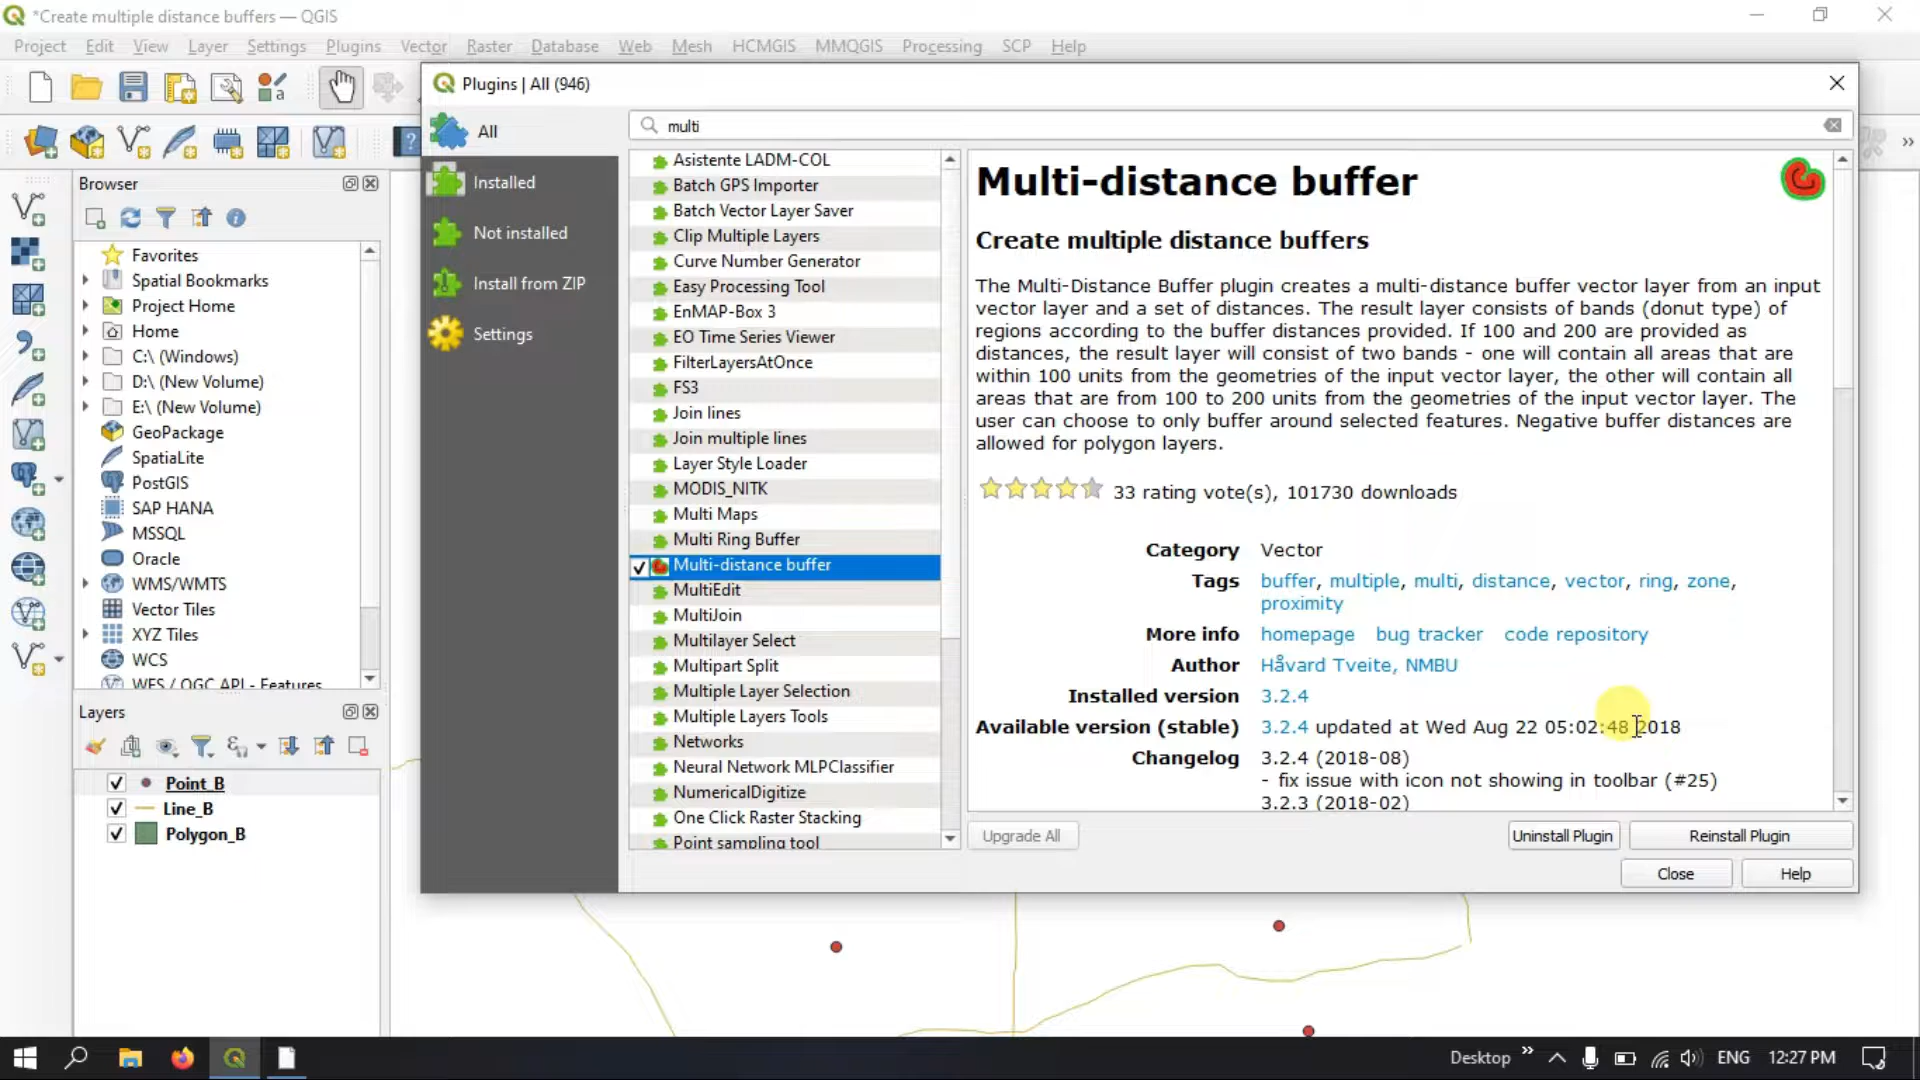 *Create multiple distance buffers — QGIS
Project Edit View Layer Settings Plugins Vector Raster Database Web Mesh HCMGIS MMQGIS Processing SCP Help
Plugins | All (946)
All
Installed
Not installed
Install from ZIP
Settings
multi
Asistente LADM-COL
Batch GPS Importer
Batch Vector Layer Saver
Clip Multiple Layers
Curve Number Generator
Easy Processing Tool
EnMAP-Box 3
EO Time Series Viewer
FilterLayersAtOnce
FS3
Join lines
Join multiple lines
Layer Style Loader
MODIS_NITK
Multi Maps
Multi Ring Buffer
Multi-distance buffer
MultiEdit
MultiJoin
Multilayer Select
Multipart Split
Multiple Layer Selection
Multiple Layers Tools
Networks
Neural Network MLPClassifier
NumericalDigitize
One Click Raster Stacking
Point sampling tool
Multi-distance buffer
Create multiple distance buffers
The Multi-Distance Buffer plugin creates a multi-distance buffer vector layer from an input
vector layer and a set of distances. The result layer consists of bands (donut type) of
regions according to the buffer distances provided. If 100 and 200 are provided as
distances, the result layer will consist of two bands - one will contain all areas that are
within 100 units from the geometries of the input vector layer, the other will contain all
areas that are from 100 to 200 units from the geometries of the input vector layer. The
user can choose to only buffer around selected features. Negative buffer distances are
allowed for polygon layers.
33 rating vote(s), 101730 downloads
Category Vector
Tags buffer, multiple, multi, distance, vector, ring, zone,
proximity
More info homepage bug tracker code repository
Author Håvard Tveite, NMBU
Installed version 3.2.4
Available version (stable) 3.2.4 updated at Wed Aug 22 05:02:48 2018
Changelog 3.2.4 (2018-08)
- fix issue with icon not showing in toolbar (#25)
3.2.3 (2018-02)
Upgrade All Uninstall Plugin Reinstall Plugin
Close Help
Browser
Favorites
Spatial Bookmarks
Project Home
Home
C:\ (Windows)
D:\ (New Volume)
E:\ (New Volume)
GeoPackage
SpatiaLite
PostGIS
SAP HANA
MSSQL
Oracle
WMS/WMTS
Vector Tiles
XYZ Tiles
WCS
WFS / OGC API - Features
Layers
Point_B
Line_B
Polygon_B
Desktop ENG 12:27 PM